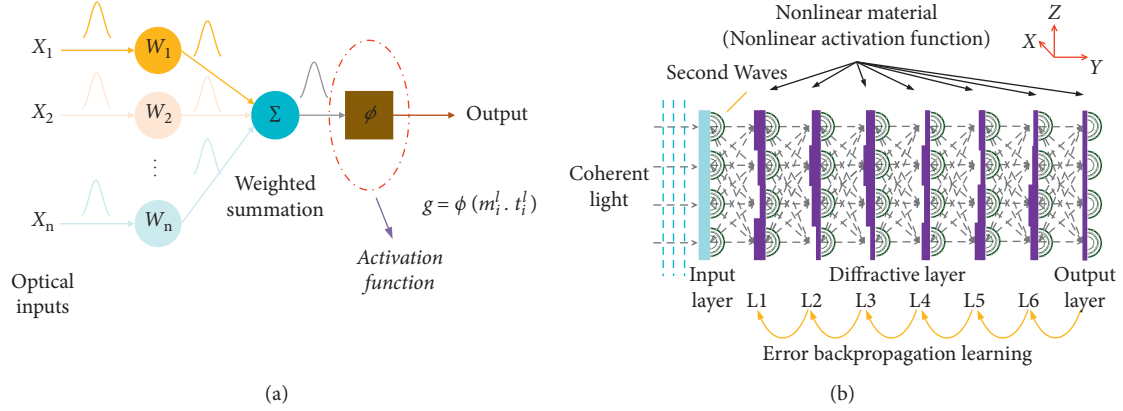 X1
W1
X2
W2
⋮
Xn
Wn
Σ
ϕ
Output
Weighted
summation
g = ϕ (m_i^l . t_i^l)
Activation
function
Optical
inputs
(a)
Nonlinear material
(Nonlinear activation function)
Z
X
Y
Second Waves
Coherent
light
Input
layer
Diffractive layer
Output
layer
L1 L2 L3 L4 L5 L6
Error backpropagation learning
(b)